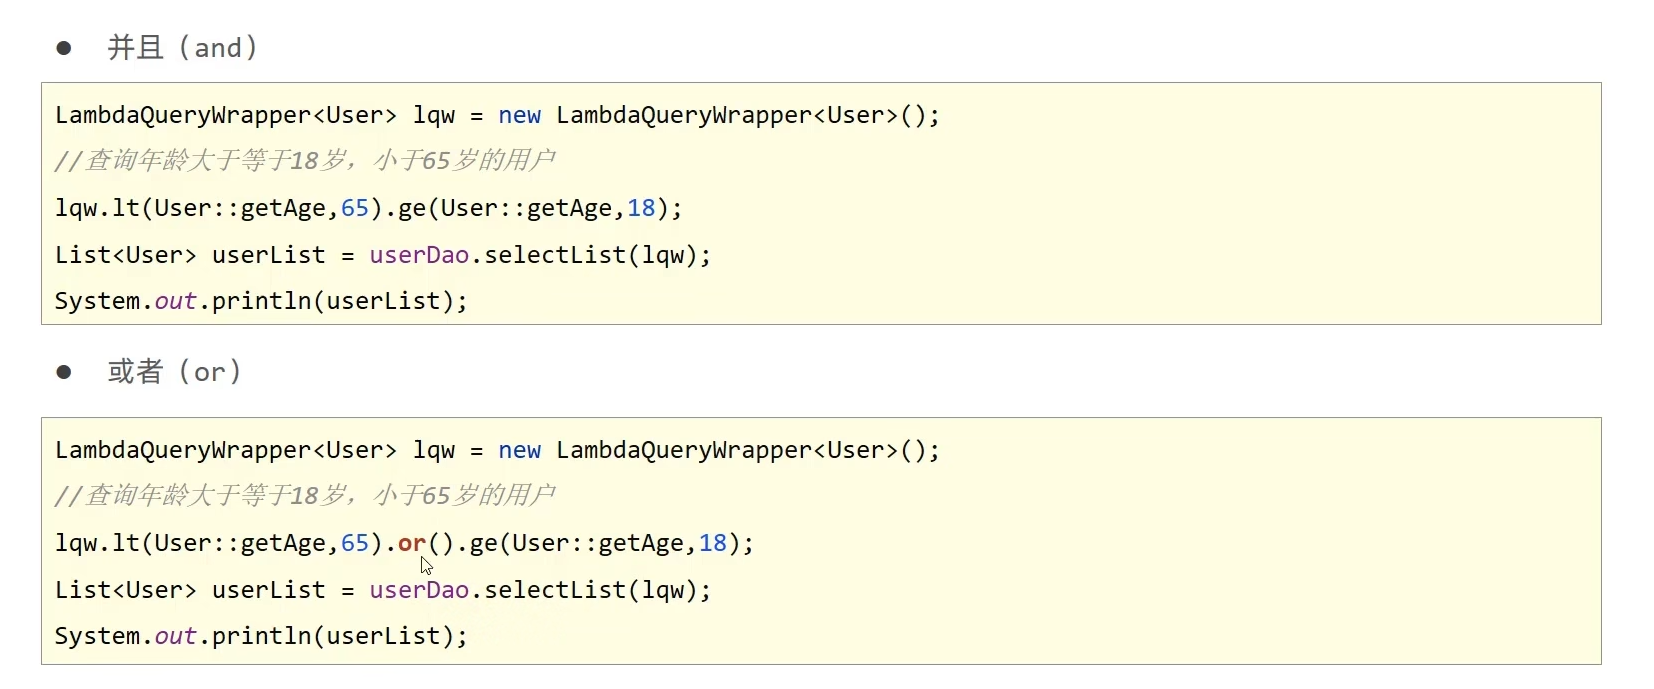 ● 并且（and）
LambdaQueryWrapper<User> lqw = new LambdaQueryWrapper<User>();
//查询年龄大于等于18岁，小于65岁的用户
lqw.lt(User::getAge,65).ge(User::getAge,18);
List<User> userList = userDao.selectList(lqw);
System.out.println(userList);
● 或者（or）
LambdaQueryWrapper<User> lqw = new LambdaQueryWrapper<User>();
//查询年龄大于等于18岁，小于65岁的用户
lqw.lt(User::getAge,65).or().ge(User::getAge,18);
List<User> userList = userDao.selectList(lqw);
System.out.println(userList);